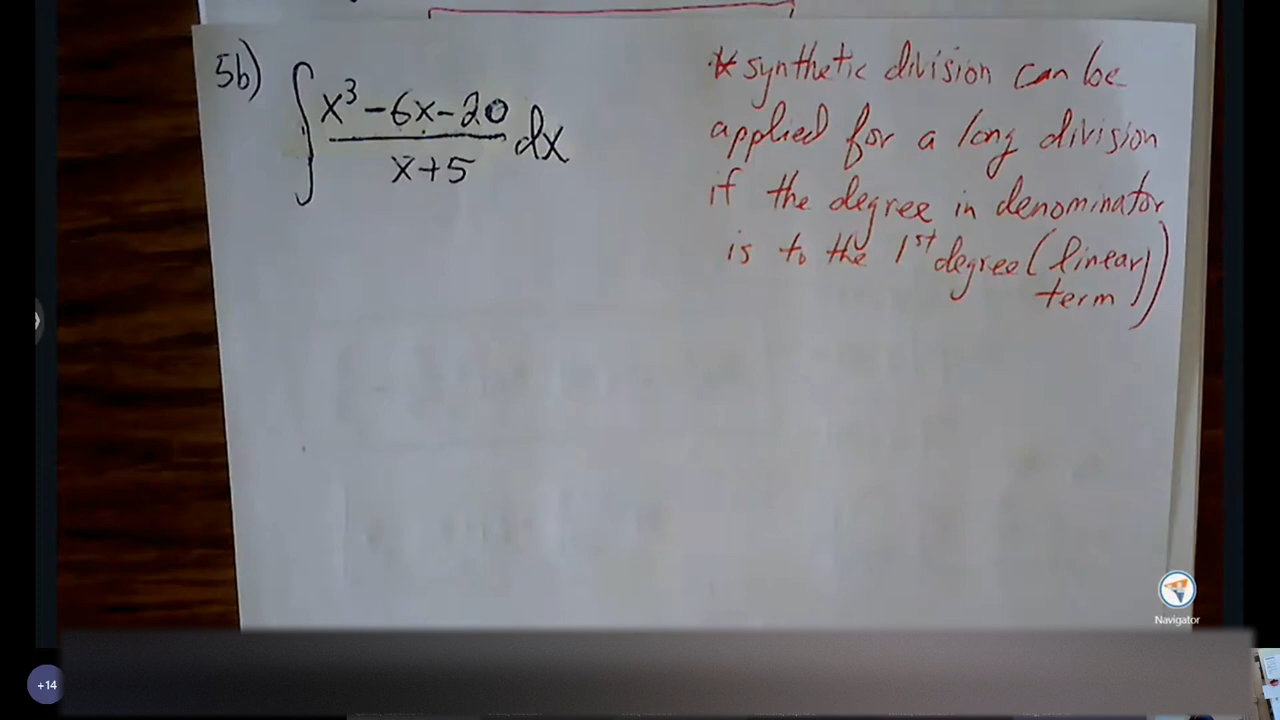 5b) ∫ x³-6x-20 / x+5 dx
* synthetic division can be
applied for a long division
if the degree in denominator
is to the 1st degree (linear)
term)
Navigator
+14